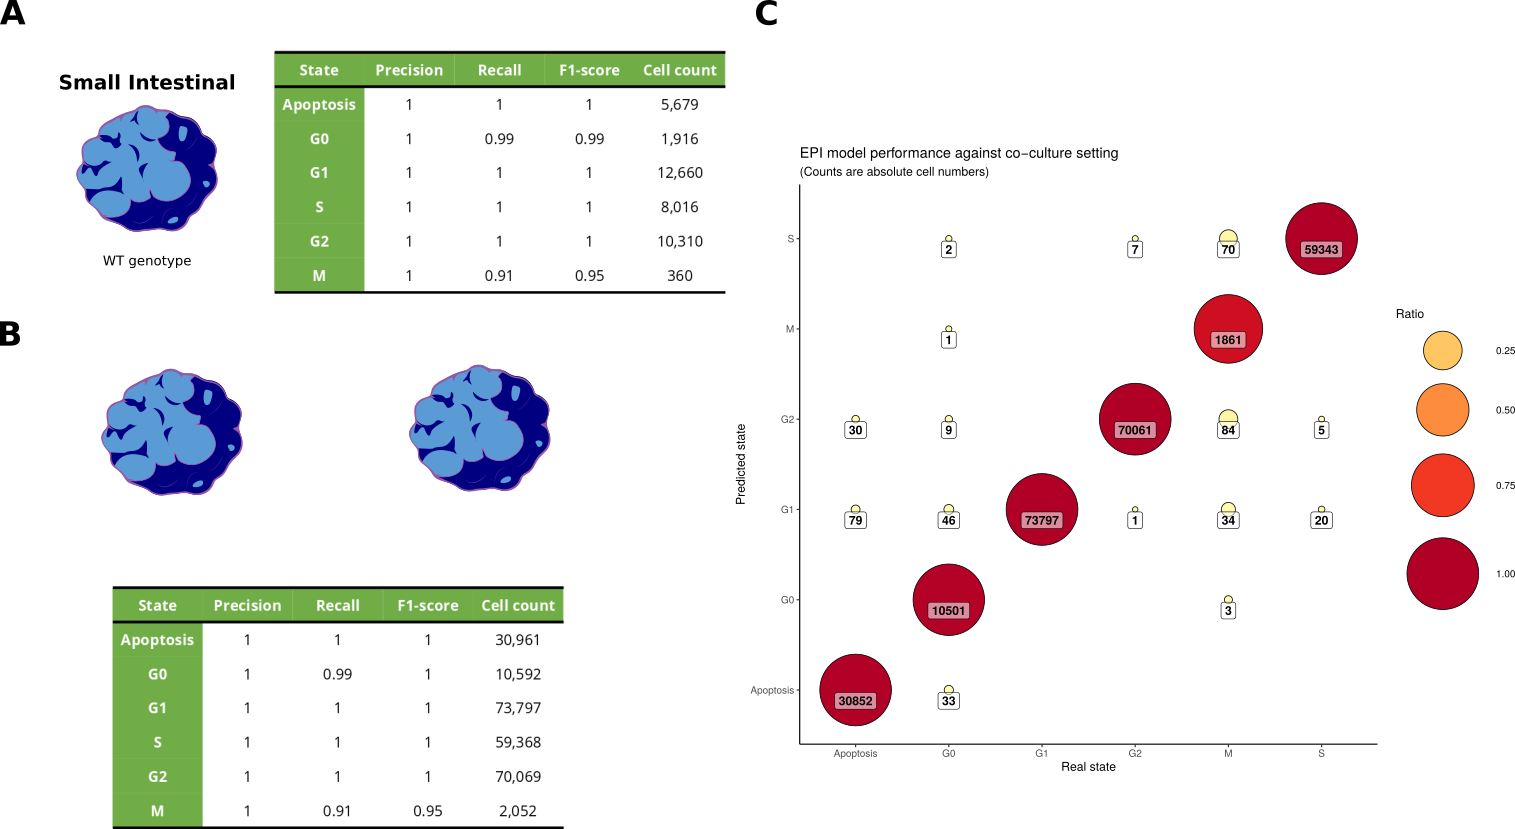 A
Small Intestinal
WT genotype
State Precision Recall F1-score Cell count
Apoptosis 1 1 1 5,679
G0 1 0.99 0.99 1,916
G1 1 1 1 12,660
S 1 1 1 8,016
G2 1 1 1 10,310
M 1 0.91 0.95 360
B
State Precision Recall F1-score Cell count
Apoptosis 1 1 1 30,961
G0 1 0.99 1 10,592
G1 1 1 1 73,797
S 1 1 1 59,368
G2 1 1 1 70,069
M 1 0.91 0.95 2,052
C
EPI model performance against co−culture setting
(Counts are absolute cell numbers)
Predicted state
S 2 7 70 59343
M 1 1861
G2 30 9 70061 84 5
G1 79 46 73797 1 34 20
G0 10501 3
Apoptosis 30852 33
Apoptosis G0 G1 G2 M S
Real state
Ratio
0.25
0.50
0.75
1.00